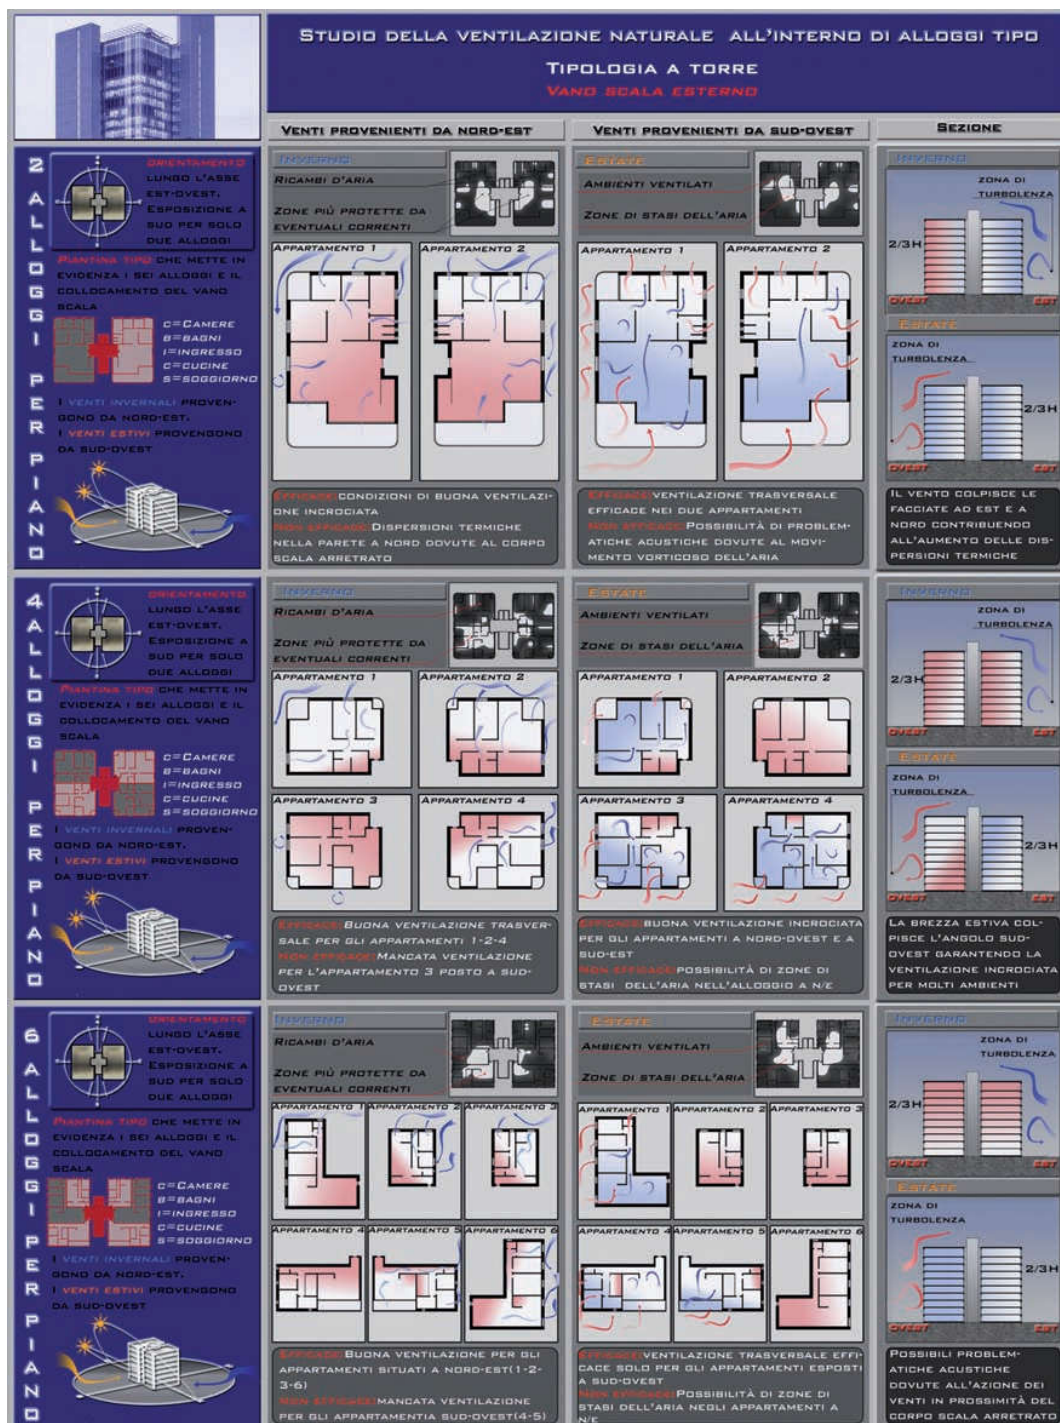 STUDIO DELLA VENTILAZIONE NATURALE ALL'INTERNO DI ALLOGGI TIPO
TIPOLOGIA A TORRE
VANO SCALA ESTERNO
VENTI PROVENIENTI DA NORD-EST
VENTI PROVENIENTI DA SUD-OVEST
SEZIONE
2 ALLOGGI PER PIANO
ORIENTAMENTO
LUNGO L'ASSE
EST-OVEST.
ESPOSIZIONE A
SUD PER SOLO
DUE ALLOGGI
PIANTINA TIPO CHE METTE IN
EVIDENZA I SEI ALLOGGI E IL
COLLOCAMENTO DEL VANO
SCALA
C=CAMERE
B=BAGNI
I=INGRESSO
C=CUCINE
S=SOGGIORNO
I VENTI INVERNALI PROVEN-
GONO DA NORD-EST.
I VENTI ESTIVI PROVENGONO
DA SUD-OVEST
INVERNO
RICAMBI D'ARIA
ZONE PIÙ PROTETTE DA
EVENTUALI CORRENTI
APPARTAMENTO 1
APPARTAMENTO 2
EFFICACE:CONDIZIONI DI BUONA VENTILAZI-
ONE INCROCIATA
NON EFFICACE:DISPERSIONI TERMICHE
NELLA PARETE A NORD DOVUTE AL CORPO
SCALA ARRETRATO
ESTATE
AMBIENTI VENTILATI
ZONE DI STASI DELL'ARIA
APPARTAMENTO 1
APPARTAMENTO 2
EFFICACE:VENTILAZIONE TRASVERSALE
EFFICACE NEI DUE APPARTAMENTI
NON EFFICACE:POSSIBILITÀ DI PROBLEM-
ATICHE ACUSTICHE DOVUTE AL MOVI-
MENTO VORTICOSO DELL'ARIA
INVERNO
ZONA DI
TURBOLENZA
2/3H
OVEST
EST
ESTATE
ZONA DI
TURBOLENZA
2/3H
OVEST
EST
IL VENTO COLPISCE LE
FACCIATE AD EST E A
NORD CONTRIBUENDO
ALL'AUMENTO DELLE DIS-
PERSIONI TERMICHE
4 ALLOGGI PER PIANO
ORIENTAMENTO
LUNGO L'ASSE
EST-OVEST.
ESPOSIZIONE A
SUD PER SOLO
DUE ALLOGGI
PIANTINA TIPO CHE METTE IN
EVIDENZA I SEI ALLOGGI E IL
COLLOCAMENTO DEL VANO
SCALA
C=CAMERE
B=BAGNI
I=INGRESSO
C=CUCINE
S=SOGGIORNO
I VENTI INVERNALI PROVEN-
GONO DA NORD-EST.
I VENTI ESTIVI PROVENGONO
DA SUD-OVEST
INVERNO
RICAMBI D'ARIA
ZONE PIÙ PROTETTE DA
EVENTUALI CORRENTI
APPARTAMENTO 1
APPARTAMENTO 2
APPARTAMENTO 3
APPARTAMENTO 4
EFFICACE:BUONA VENTILAZIONE TRASVER-
SALE PER GLI APPARTAMENTI 1-2-4
NON EFFICACE:MANCATA VENTILAZIONE
PER L'APPARTAMENTO 3 POSTO A SUD-
OVEST
ESTATE
AMBIENTI VENTILATI
ZONE DI STASI DELL'ARIA
APPARTAMENTO 1
APPARTAMENTO 2
APPARTAMENTO 3
APPARTAMENTO 4
EFFICACE:BUONA VENTILAZIONE INCROCIATA
PER GLI APPARTAMENTI A NORD-OVEST E A
SUD-EST
NON EFFICACE:POSSIBILITÀ DI ZONE DI
STASI DELL'ARIA NELL'ALLOGGIO A N/E
INVERNO
ZONA DI
TURBOLENZA
2/3H
OVEST
EST
ESTATE
ZONA DI
TURBOLENZA
2/3H
OVEST
EST
LA BREZZA ESTIVA COL-
PISCE L'ANGOLO SUD-
OVEST GARANTENDO LA
VENTILAZIONE INCROCIATA
PER MOLTI AMBIENTI
6 ALLOGGI PER PIANO
ORIENTAMENTO
LUNGO L'ASSE
EST-OVEST.
ESPOSIZIONE A
SUD PER SOLO
DUE ALLOGGI
PIANTINA TIPO CHE METTE IN
EVIDENZA I SEI ALLOGGI E IL
COLLOCAMENTO DEL VANO
SCALA
C=CAMERE
B=BAGNI
I=INGRESSO
C=CUCINE
S=SOGGIORNO
I VENTI INVERNALI PROVEN-
GONO DA NORD-EST.
I VENTI ESTIVI PROVENGONO
DA SUD-OVEST
INVERNO
RICAMBI D'ARIA
ZONE PIÙ PROTETTE DA
EVENTUALI CORRENTI
APPARTAMENTO 1
APPARTAMENTO 2
APPARTAMENTO 3
APPARTAMENTO 4
APPARTAMENTO 5
APPARTAMENTO 6
EFFICACE:BUONA VENTILAZIONE PER GLI
APPARTAMENTI SITUATI A NORD-EST(1-2-
3-6)
NON EFFICACE:MANCATA VENTILAZIONE
PER GLI APPARTAMENTIA SUD-OVEST(4-5)
ESTATE
AMBIENTI VENTILATI
ZONE DI STASI DELL'ARIA
APPARTAMENTO 1
APPARTAMENTO 2
APPARTAMENTO 3
APPARTAMENTO 4
APPARTAMENTO 5
APPARTAMENTO 6
EFFICACE:VENTILAZIONE TRASVERSALE EFFI-
CACE SOLO PER GLI APPARTAMENTI ESPOSTI
A SUD-OVEST
NON EFFICACE:POSSIBILITÀ DI ZONE DI
STASI DELL'ARIA NEGLI APPARTAMENTI A
N/E
INVERNO
ZONA DI
TURBOLENZA
2/3H
OVEST
EST
ESTATE
ZONA DI
TURBOLENZA
2/3H
OVEST
EST
POSSIBILI PROBLEM-
ATICHE ACUSTICHE
DOVUTE ALL'AZIONE DEI
VENTI IN PROSSIMITÀ DEL
CORPO SCALA ARRETRATO